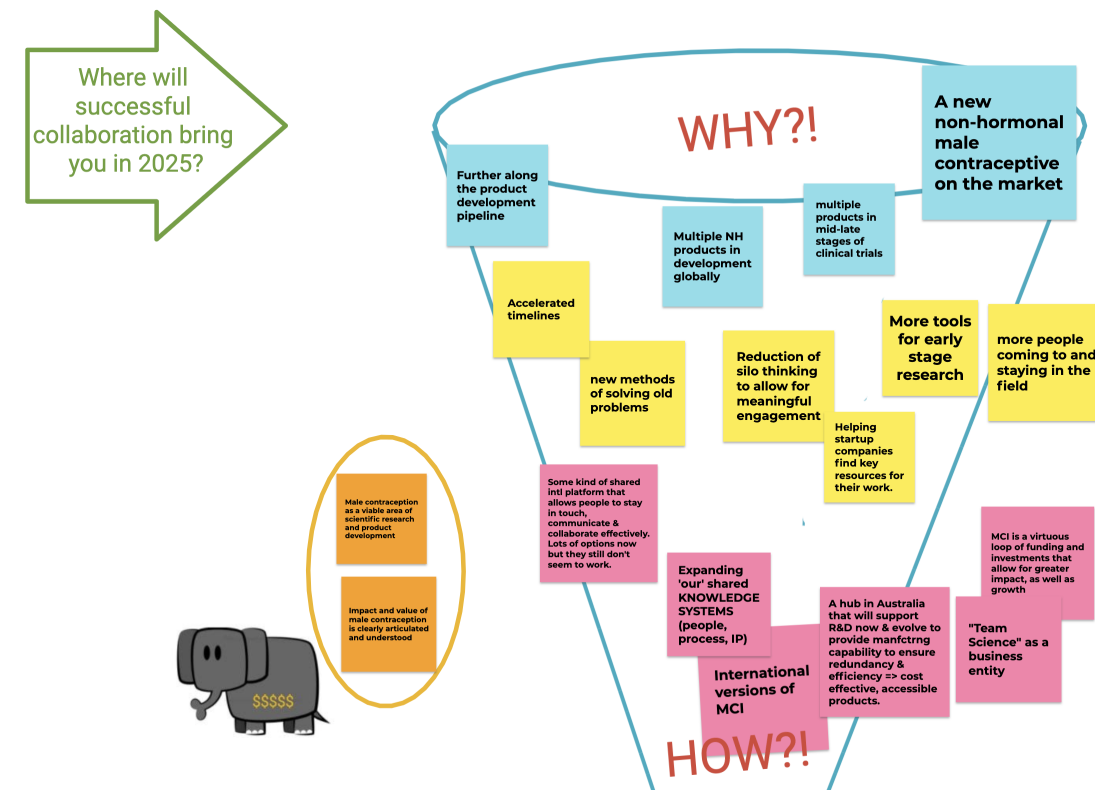 Where will
successful
collaboration bring
you in 2025?
WHY?!
A new
non-hormonal
male
contraceptive
on the market
Further along
the product
development
pipeline
multiple
products in
mid-late
stages of
clinical trials
Multiple NH
products in
development
globally
Accelerated
timelines
new methods
of solving old
problems
Reduction of
silo thinking
to allow for
meaningful
engagement
More tools
for early
stage
research
more people
coming to and
staying in the
field
Helping
startup
companies
find key
resources for
their work.
Male contraception
as a viable area of
scientific research
and product
development
Impact and value of
male contraception
is clearly articulated
and understood
$$$$$
Some kind of shared
intl platform that
allows people to stay
in touch,
communicate &
collaborate effectively.
Lots of options now
but they still don't
seem to work.
Expanding
'our' shared
KNOWLEDGE
SYSTEMS
(people,
process, IP)
International
versions of
MCI
A hub in Australia
that will support
R&D now & evolve to
provide manfctrng
capability to ensure
redundancy &
efficiency => cost
effective, accessible
products.
MCI is a virtuous
loop of funding and
investments that
allow for greater
impact, as well as
growth
"Team
Science" as a
business
entity
HOW?!